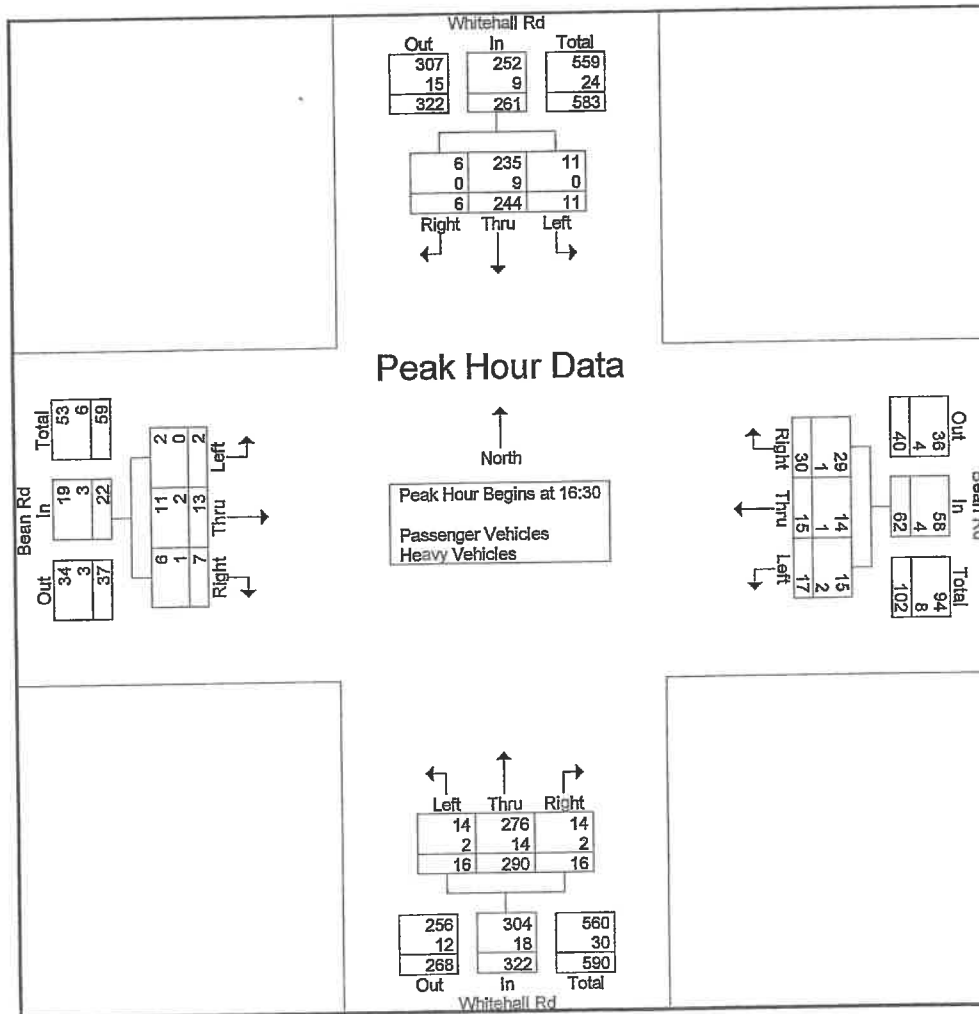 Whitehall Rd
Out In Total
307 252 559
15 9 24
322 261 583
6 235 11
0 9 0
6 244 11
Right Thru Left
Peak Hour Data
North
Peak Hour Begins at 16:30
Passenger Vehicles
Heavy Vehicles
Bean Rd
Total In Out
53 19 34
6 3 3
59 22 37
Left Thru Right
2 11 6
0 2 1
2 13 7
Bean Rd
Out In Total
36 58 94
4 4 8
40 62 102
Right Thru Left
29 14 15
1 1 2
30 15 17
Left Thru Right
14 276 14
2 14 2
16 290 16
256 304 560
12 18 30
268 322 590
Out In Total
Whitehall Rd